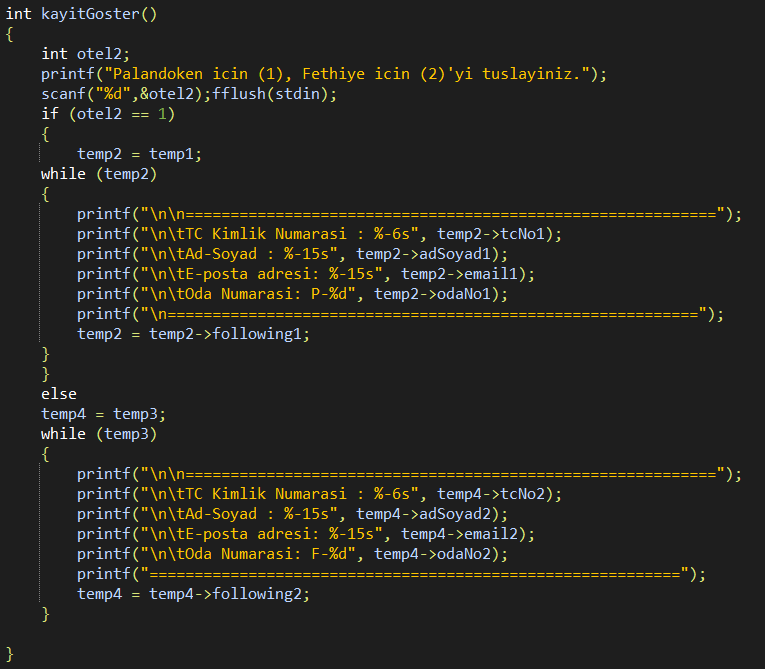 int kayitGoster()
{
    int otel2;
    printf("Palandoken icin (1), Fethiye icin (2)'yi tuslayiniz.");
    scanf("%d",&otel2);fflush(stdin);
    if (otel2 == 1)
    {
        temp2 = temp1;
    while (temp2)
    {
        printf("\n\n===========================================================");
        printf("\n\tTC Kimlik Numarasi : %-6s", temp2->tcNo1);
        printf("\n\tAd-Soyad : %-15s", temp2->adSoyad1);
        printf("\n\tE-posta adresi: %-15s", temp2->email1);
        printf("\n\tOda Numarasi: P-%d", temp2->odaNo1);
        printf("\n===========================================================");
        temp2 = temp2->following1;
    }
    }
    else
    temp4 = temp3;
    while (temp3)
    {
        printf("\n\n===========================================================");
        printf("\n\tTC Kimlik Numarasi : %-6s", temp4->tcNo2);
        printf("\n\tAd-Soyad : %-15s", temp4->adSoyad2);
        printf("\n\tE-posta adresi: %-15s", temp4->email2);
        printf("\n\tOda Numarasi: F-%d", temp4->odaNo2);
        printf("===========================================================");
        temp4 = temp4->following2;
    }
}